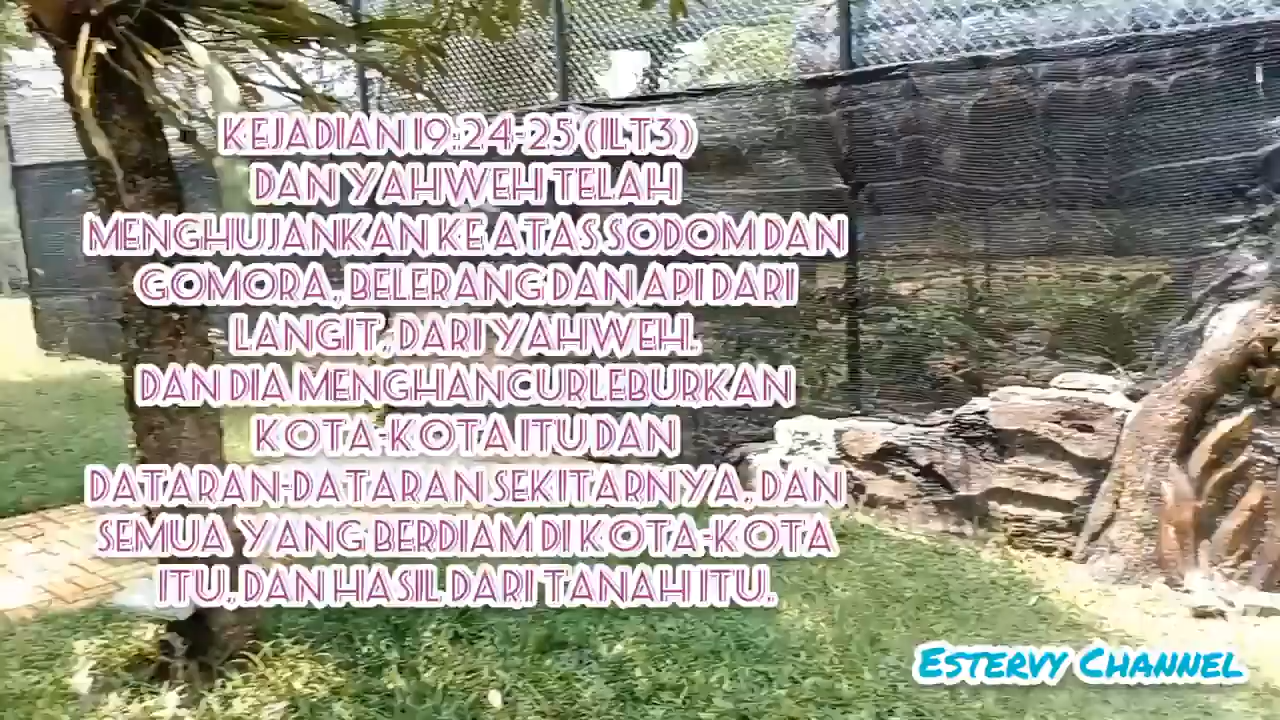 KEJADIAN 19:24-25 (ILT3)
DAN YAHWEH TELAH
MENGHUJANKAN KE ATAS SODOM DAN
GOMORA, BELERANG DAN API DARI
LANGIT, DARI YAHWEH.
DAN DIA MENGHANCURLEBURKAN
KOTA-KOTA ITU DAN
DATARAN-DATARAN SEKITARNYA, DAN
SEMUA YANG BERDIAM DI KOTA-KOTA
ITU, DAN HASIL DARI TANAH ITU.
ESTERVY CHANNEL